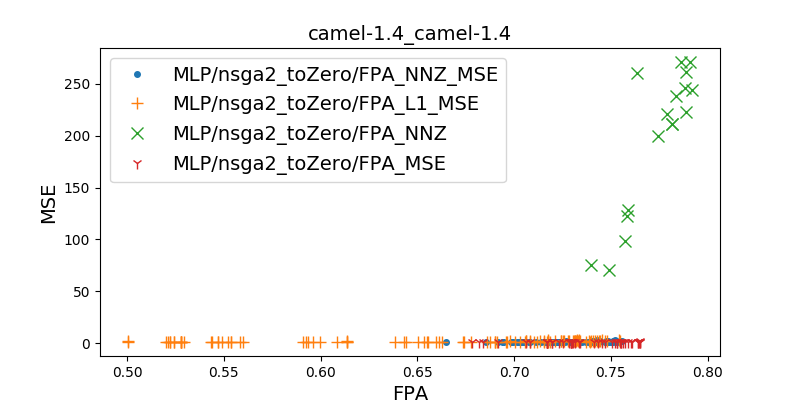 camel-1.4_camel-1.4
MLP/nsga2_toZero/FPA_NNZ_MSE
MLP/nsga2_toZero/FPA_L1_MSE
MLP/nsga2_toZero/FPA_NNZ
MLP/nsga2_toZero/FPA_MSE
MSE
250
200
150
100
50
0
0.50 0.55 0.60 0.65 0.70 0.75 0.80
FPA